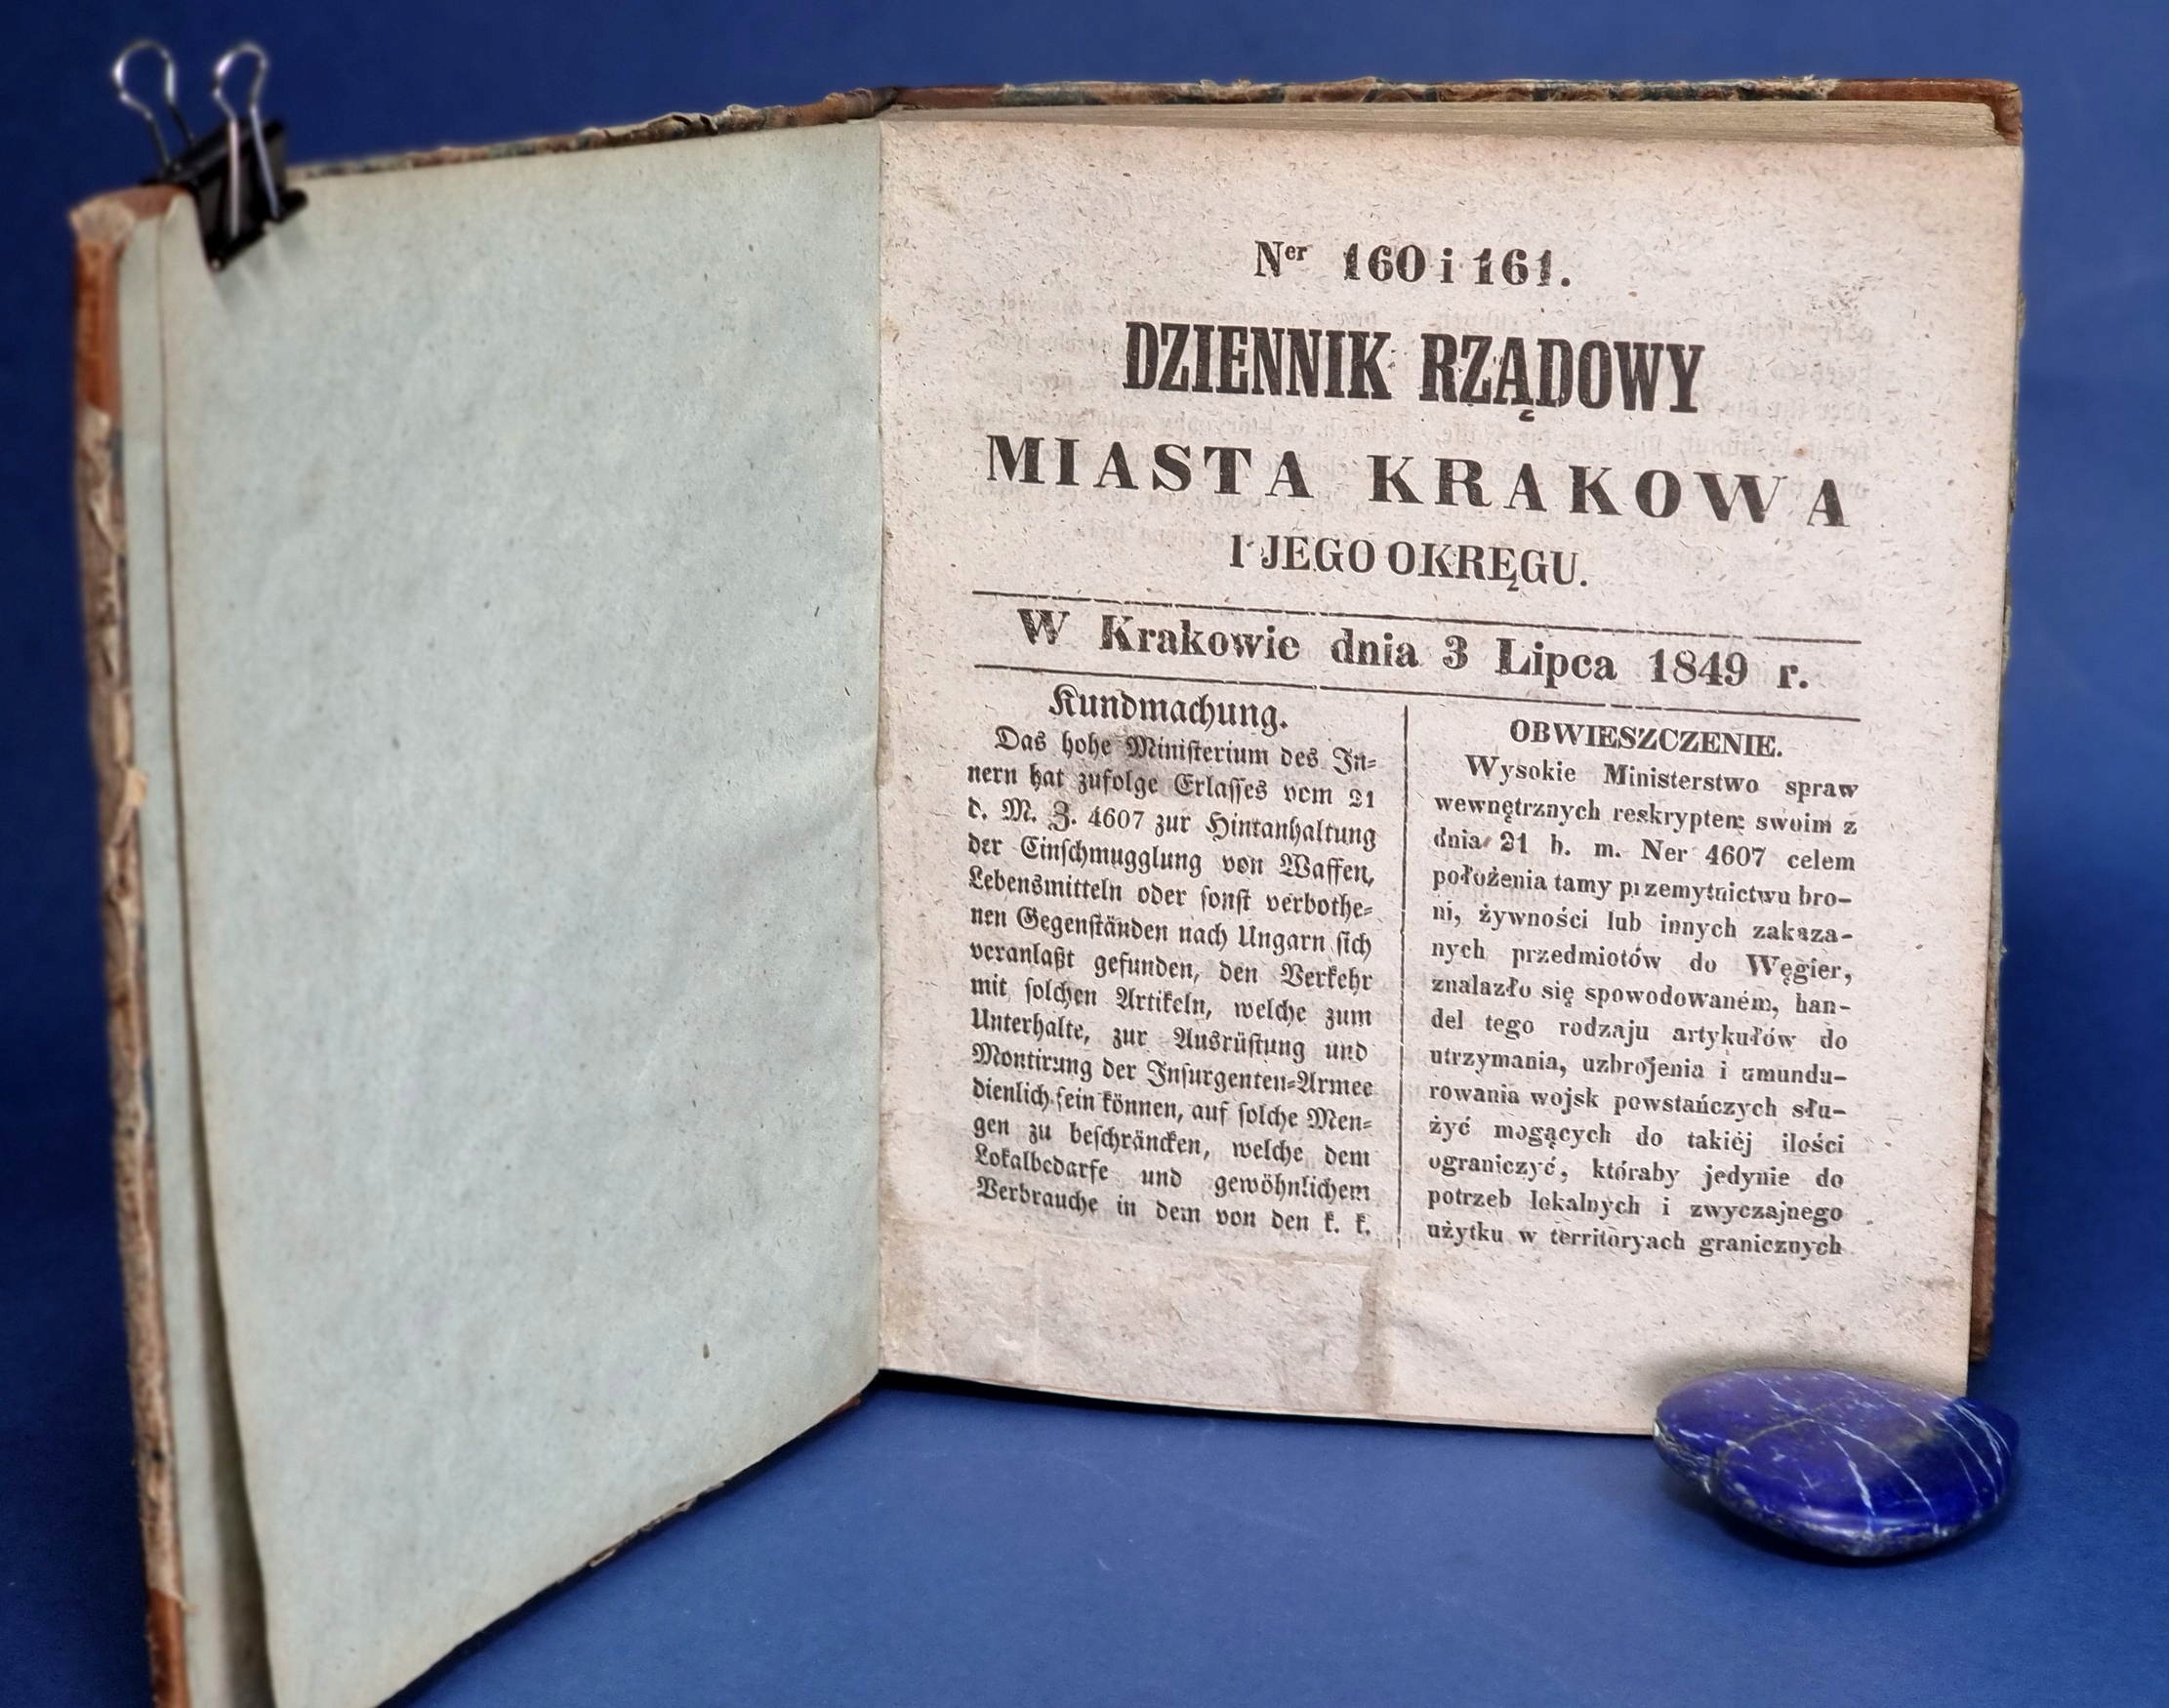 Ner 160 i 161.
DZIENNIK RZĄDOWY
MIASTA KRAKOWA
I JEGO OKRĘGU.
W Krakowie dnia 3 Lipca 1849 r.
Kundmachung.
Das hohe Ministerium des In=
nern hat zufolge Erlasses vom 21
d. M. Z. 4607 zur Hintanhaltung
der Einschmugglung von Waffen,
Lebensmitteln oder sonst verbothe=
nen Gegenständen nach Ungarn sich
veranlaßt gefunden, den Verkehr
mit solchen Artikeln, welche zum
Unterhalte, zur Ausrüstung und
Montirung der Insurgenten=Armee
dienlich sein können, auf solche Men=
gen zu beschräncken, welche dem
Lokalbedarfe und gewöhnlichem
Verbrauche in dem von den k. k.
OBWIESZCZENIE.
Wysokie Ministerstwo spraw
wewnętrznych reskryptem swoim z
dnia 21 h. m. Ner 4607 celem
położenia tamy przemytnictwu bro-
ni, żywności lub innych zakaza-
nych przedmiotów do Węgier,
znalazło się spowodowaném, han-
del tego rodzaju artykułów do
utrzymania, uzbrojenia i umundu-
rowania wojsk powstańczych słu-
żyć mogących do takiéj ilości
ograniczyć, któraby jedynie do
potrzeb lokalnych i zwyczajnego
użytku w territoryach granicznych